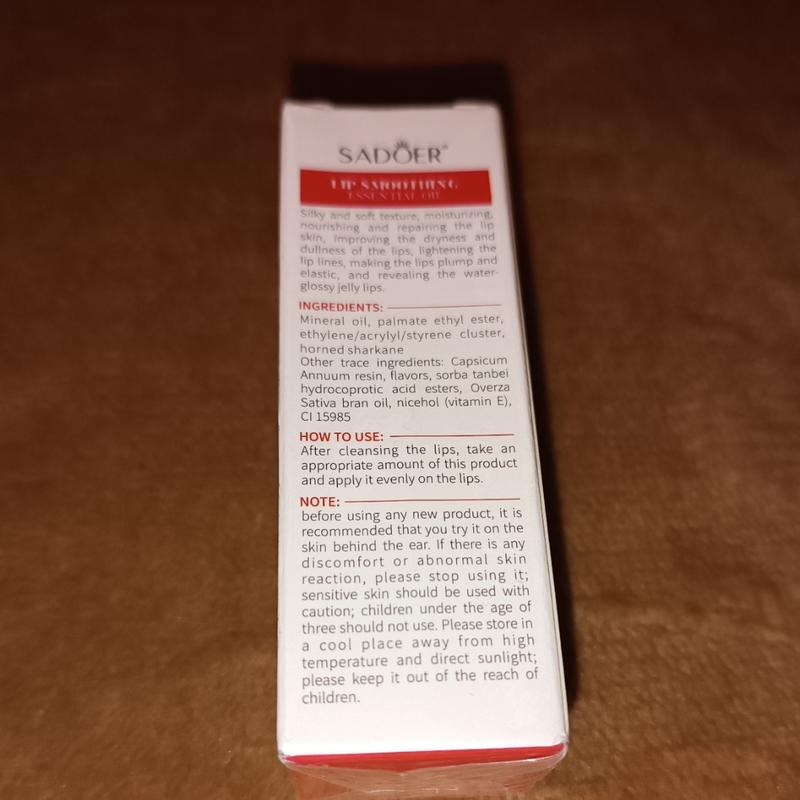 SADOER®
LIP SMOOTHING
ESSENTIAL OIL
Silky and soft texture, moisturizing,
nourishing and repairing the lip
skin, improving the dryness and
dullness of the lips, lightening the
lip lines, making the lips plump and
elastic, and revealing the water-
glossy jelly lips.
INGREDIENTS:
Mineral oil, palmate ethyl ester,
ethylene/acrylyl/styrene cluster,
horned sharkane
Other trace ingredients: Capsicum
Annuum resin, flavors, sorba tanbei
hydrocoprotic acid esters, Overza
Sativa bran oil, nicehol (vitamin E),
CI 15985
HOW TO USE:
After cleansing the lips, take an
appropriate amount of this product
and apply it evenly on the lips.
NOTE:
before using any new product, it is
recommended that you try it on the
skin behind the ear. If there is any
discomfort or abnormal skin
reaction, please stop using it;
sensitive skin should be used with
caution; children under the age of
three should not use. Please store in
a cool place away from high
temperature and direct sunlight;
please keep it out of the reach of
children.